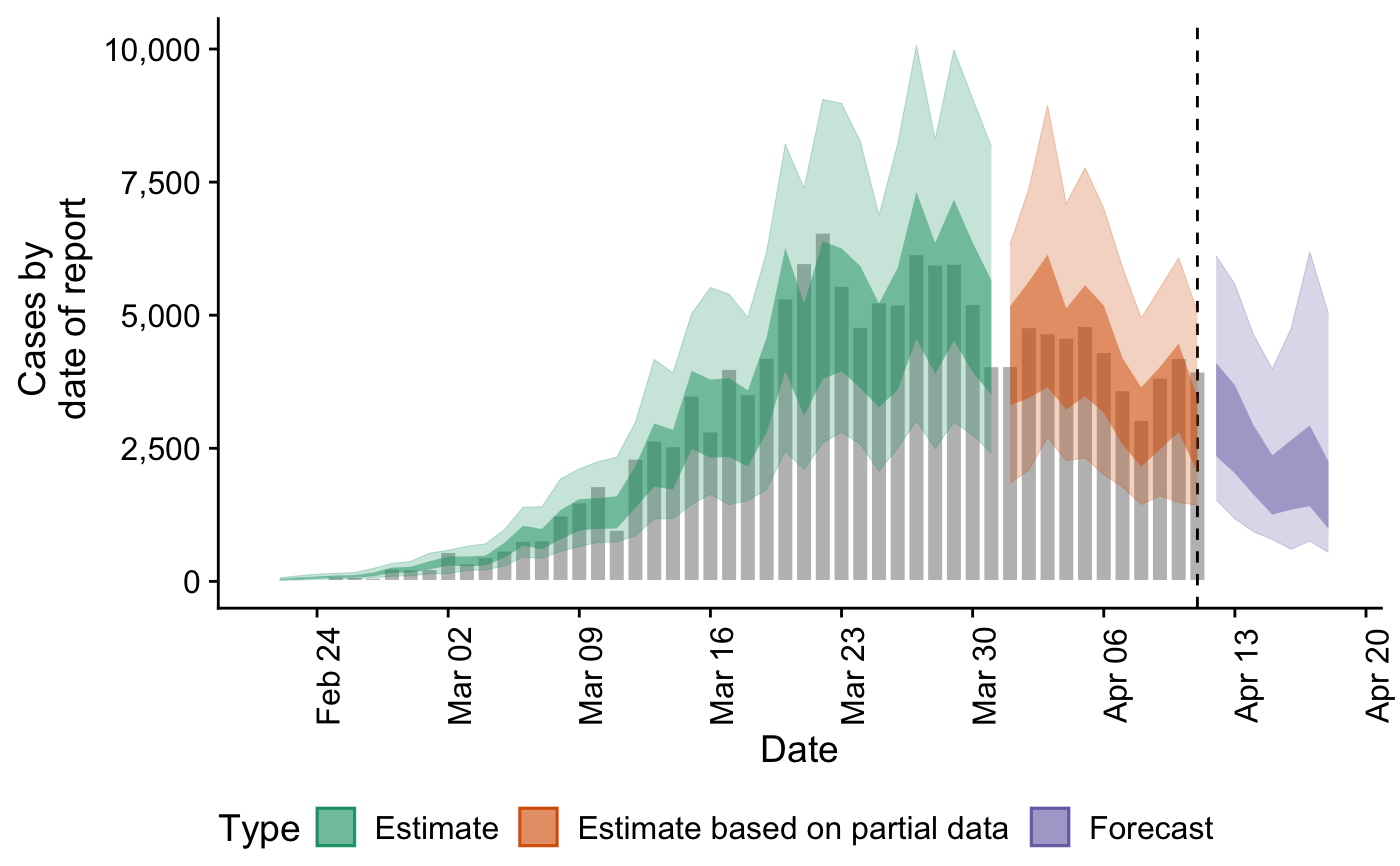 Cases by
date of report
10,000
7,500
5,000
2,500
0
Feb 24
Mar 02
Mar 09
Mar 16
Mar 23
Mar 30
Apr 06
Apr 13
Apr 20
Date
Type Estimate Estimate based on partial data Forecast